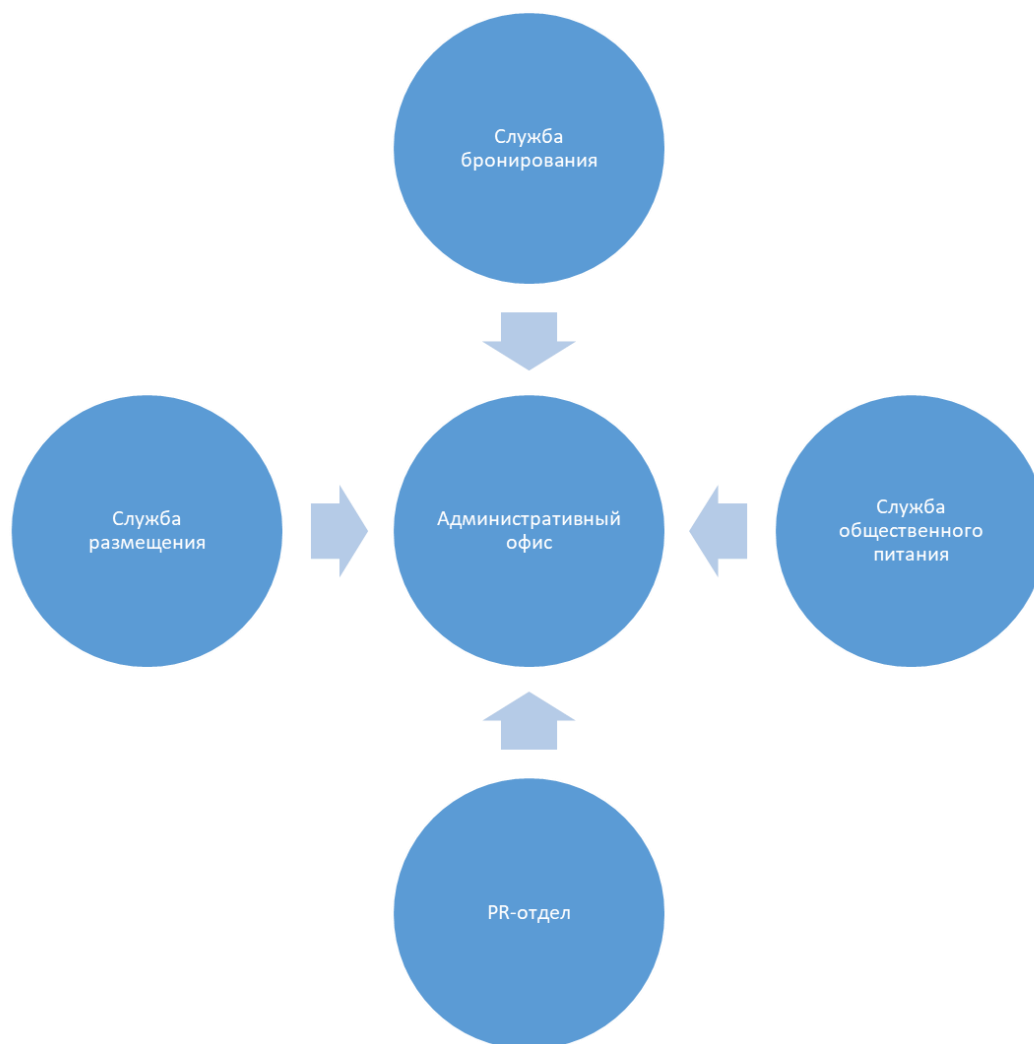 Служба
бронирования
Служба
размещения
Административный
офис
Служба
общественного
питания
PR-отдел